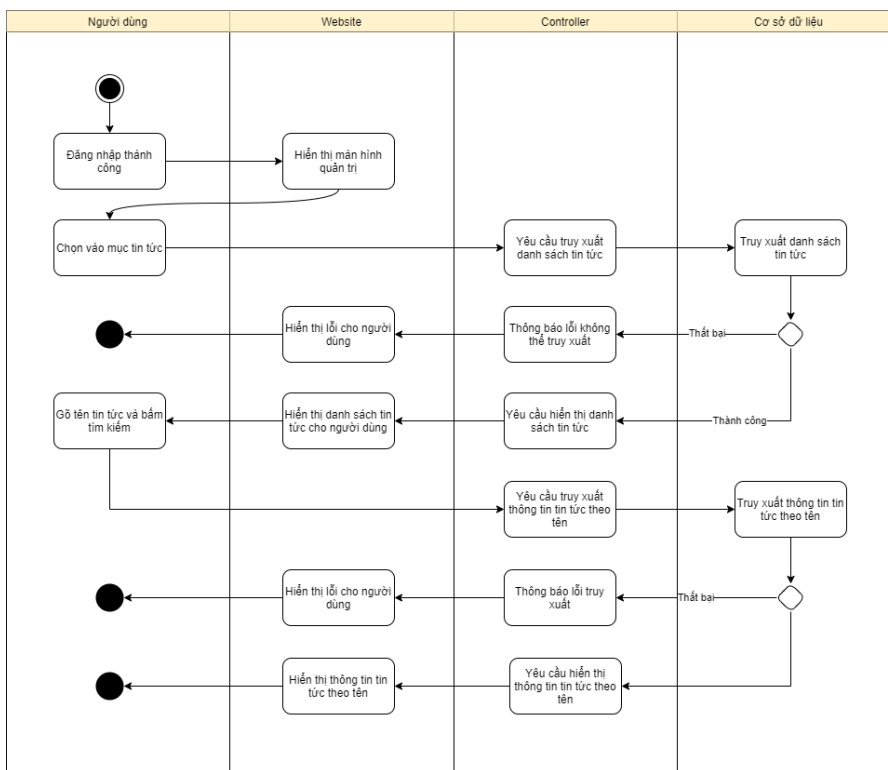 Người dùng
Website
Controller
Cơ sở dữ liệu
Đăng nhập thành
công
Hiển thị màn hình
quản trị
Chọn vào mục tin tức
Yêu cầu truy xuất
danh sách tin tức
Truy xuất danh sách
tin tức
Hiển thị lỗi cho người
dùng
Thông báo lỗi không
thể truy xuất
Thất bại
Gõ tên tin tức và bấm
tìm kiếm
Hiển thị danh sách tin
tức cho người dùng
Yêu cầu hiển thị danh
sách tin tức
Thành công
Yêu cầu truy xuất
thông tin tin tức theo
tên
Truy xuất thông tin tin
tức theo tên
Hiển thị lỗi cho người
dùng
Thông báo lỗi truy
xuất
Thất bại
Hiển thị thông tin tin
tức theo tên
Yêu cầu hiển thị
thông tin tin tức theo
tên